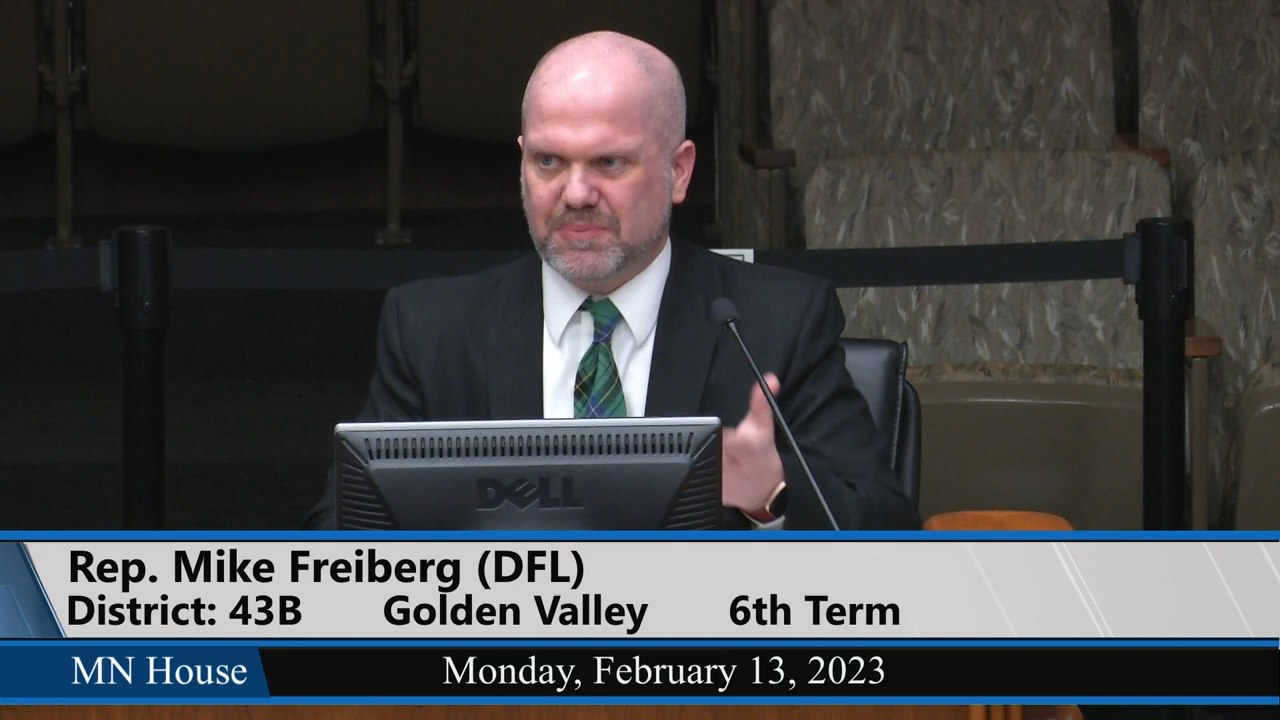 DELL
Rep. Mike Freiberg (DFL)
District: 43B Golden Valley 6th Term
MN House Monday, February 13, 2023